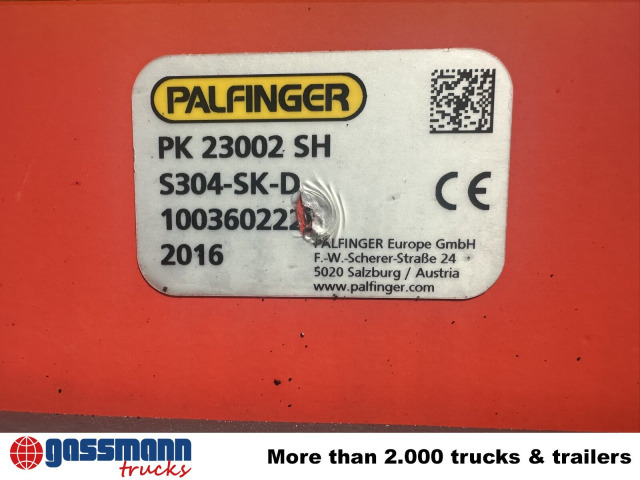 PALFINGER
PK 23002 SH
S304-SK-D
2016
CE
PALFINGER Europe GmbH
F.-W.-Scherer-Straße 24
5020 Salzburg / Austria
www.palfinger.com
gassmann
trucks
More than 2.000 trucks & trailers